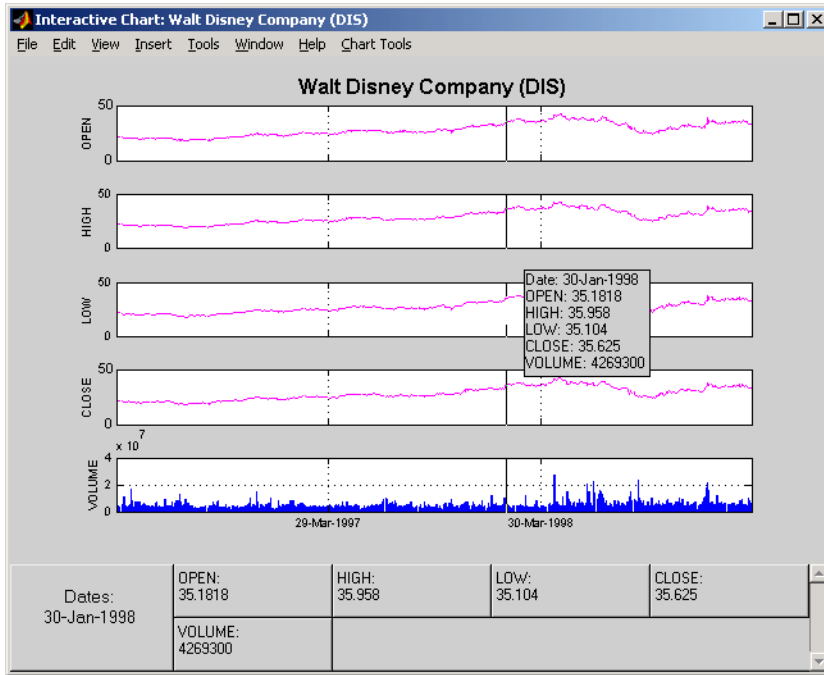 Interactive Chart: Walt Disney Company (DIS)
File Edit View Insert Tools Window Help Chart Tools
Walt Disney Company (DIS)
50
OPEN
0
50
HIGH
0
50
LOW
0
Date: 30-Jan-1998
OPEN: 35.1818
HIGH: 35.958
LOW: 35.104
CLOSE: 35.625
VOLUME: 4269300
50
CLOSE
0
x 10 7
4
VOLUME
2
0
29-Mar-1997 30-Mar-1998
Dates:
30-Jan-1998
OPEN:
35.1818
HIGH:
35.958
LOW:
35.104
CLOSE:
35.625
VOLUME:
4269300